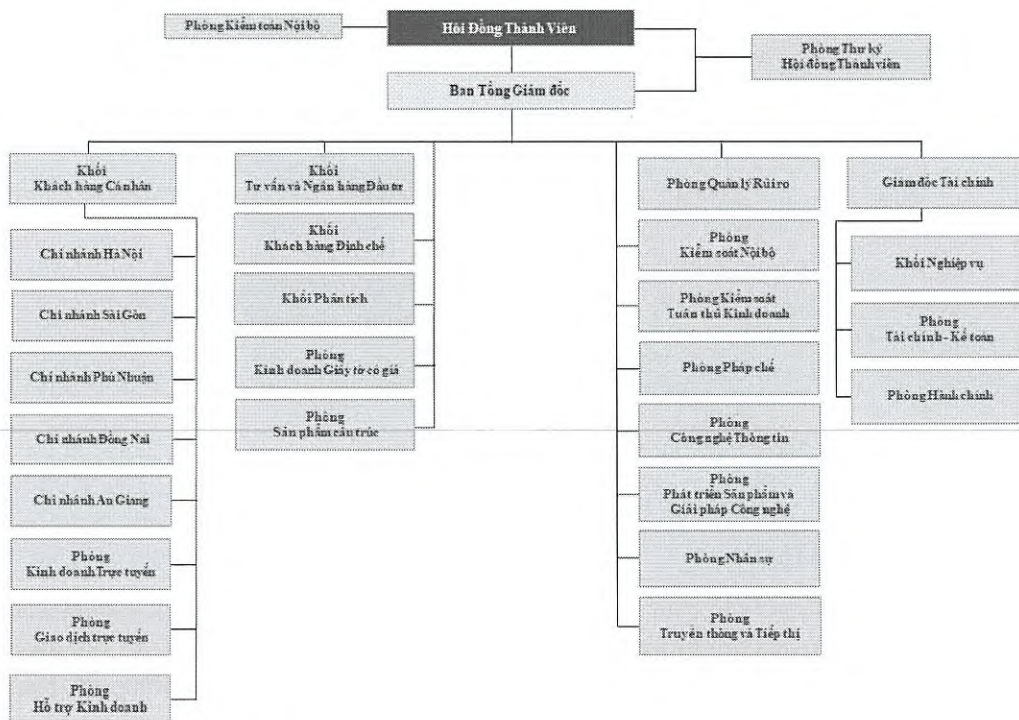 Phòng Kiểm toán Nội bộ
Hội Đồng Thành Viên
Phòng Thư ký
Hội đồng Thành viên
Ban Tổng Giám đốc
Khối
Khách hàng Cá nhân
Chi nhánh Hà Nội
Chi nhánh Sài Gòn
Chi nhánh Phú Nhuận
Chi nhánh Đồng Nai
Chi nhánh An Giang
Phòng
Kinh doanh Trực tuyến
Phòng
Giao dịch trực tuyến
Phòng
Hỗ trợ Kinh doanh
Khối
Tư vấn và Ngân hàng Đầu tư
Khối
Khách hàng Định chế
Khối Phân tích
Phòng
Kinh doanh Giấy tờ có giá
Phòng
Sản phẩm cấu trúc
Phòng Quản lý Rủi ro
Phòng
Kiểm soát Nội bộ
Phòng Kiểm soát
Tuân thủ Kinh doanh
Phòng Pháp chế
Phòng
Công nghệ Thông tin
Phòng
Phát triển Sản phẩm và
Giải pháp Công nghệ
Phòng Nhân sự
Phòng
Truyền thông và Tiếp thị
Giám đốc Tài chính
Khối Nghiệp vụ
Phòng
Tài chính - Kế toán
Phòng Hành chính